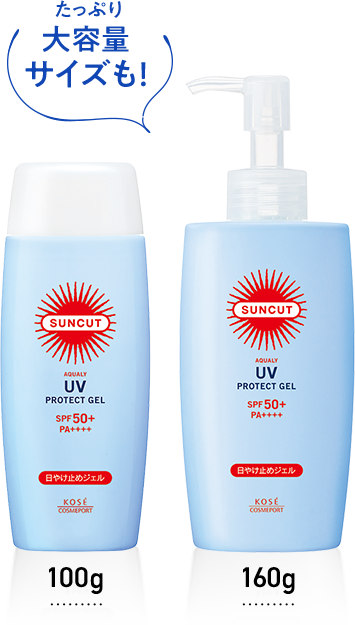 たっぷり
大容量
サイズも!
SUNCUT
AQUALY
UV
PROTECT GEL
SPF50+
PA++++
日やけ止めジェル
KOSÉ
COSMEPORT
100g
SUNCUT
AQUALY
UV
PROTECT GEL
SPF50+
PA++++
日やけ止めジェル
KOSÉ
COSMEPORT
160g